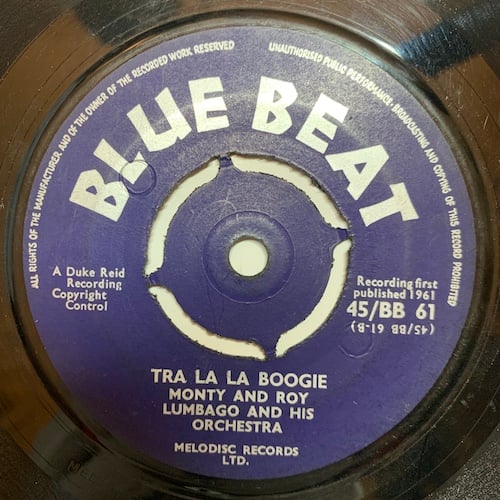 ALL RIGHTS OF THE MANUFACTURER AND OF THE OWNER OF THE RECORDED WORK RESERVED
UNAUTHORISED PUBLIC PERFORMANCE, BROADCASTING AND COPYING OF THIS RECORD PROHIBITED
BLUE BEAT
A Duke Reid
Recording
Copyright
Control
Recording first
published 1961
45/BB 61
(45/BB 61-B)
TRA LA LA BOOGIE
MONTY AND ROY
LUMBAGO AND HIS
ORCHESTRA
MELODISC RECORDS
LTD.